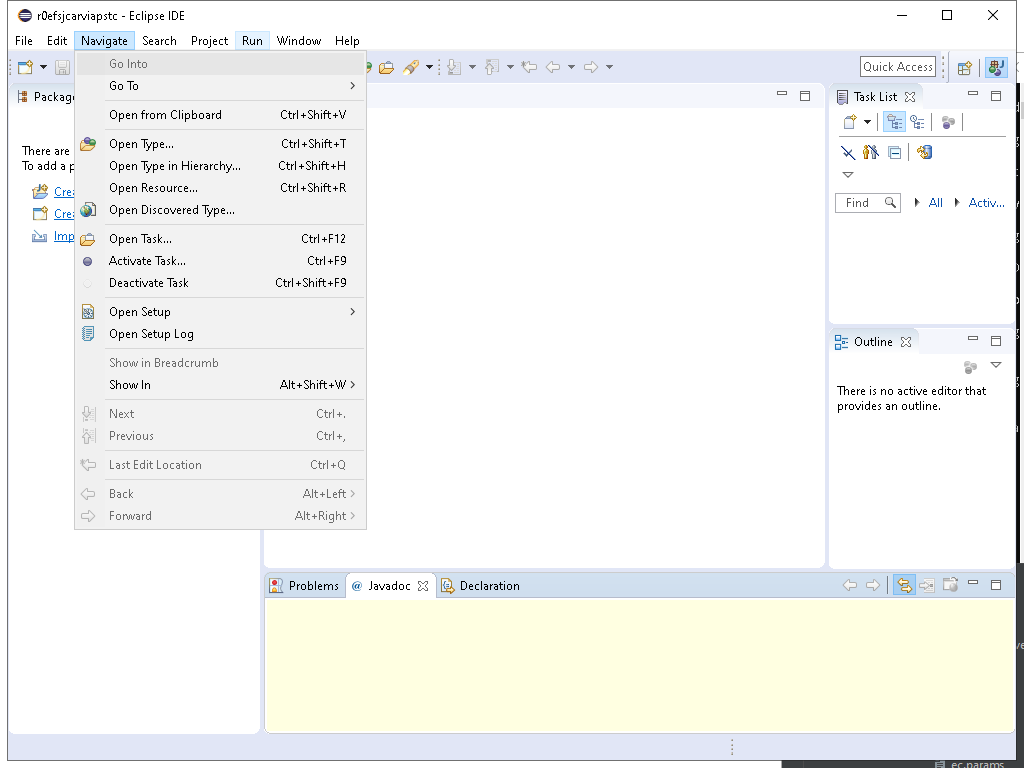 r0efsjcarviapstc - Eclipse IDE
File Edit Navigate Search Project Run Window Help
Quick Access
Go Into
Go To
Open from Clipboard Ctrl+Shift+V
Open Type... Ctrl+Shift+T
Open Type in Hierarchy... Ctrl+Shift+H
Open Resource... Ctrl+Shift+R
Open Discovered Type...
Open Task... Ctrl+F12
Activate Task... Ctrl+F9
Deactivate Task Ctrl+Shift+F9
Open Setup
Open Setup Log
Show in Breadcrumb
Show In Alt+Shift+W
Next Ctrl+.
Previous Ctrl+,
Last Edit Location Ctrl+Q
Back Alt+Left
Forward Alt+Right
Package
There are
To add a p
Crea
Crea
Imp
Task List
Find All Activ...
Outline
There is no active editor that
provides an outline.
Problems @ Javadoc Declaration
ec.params